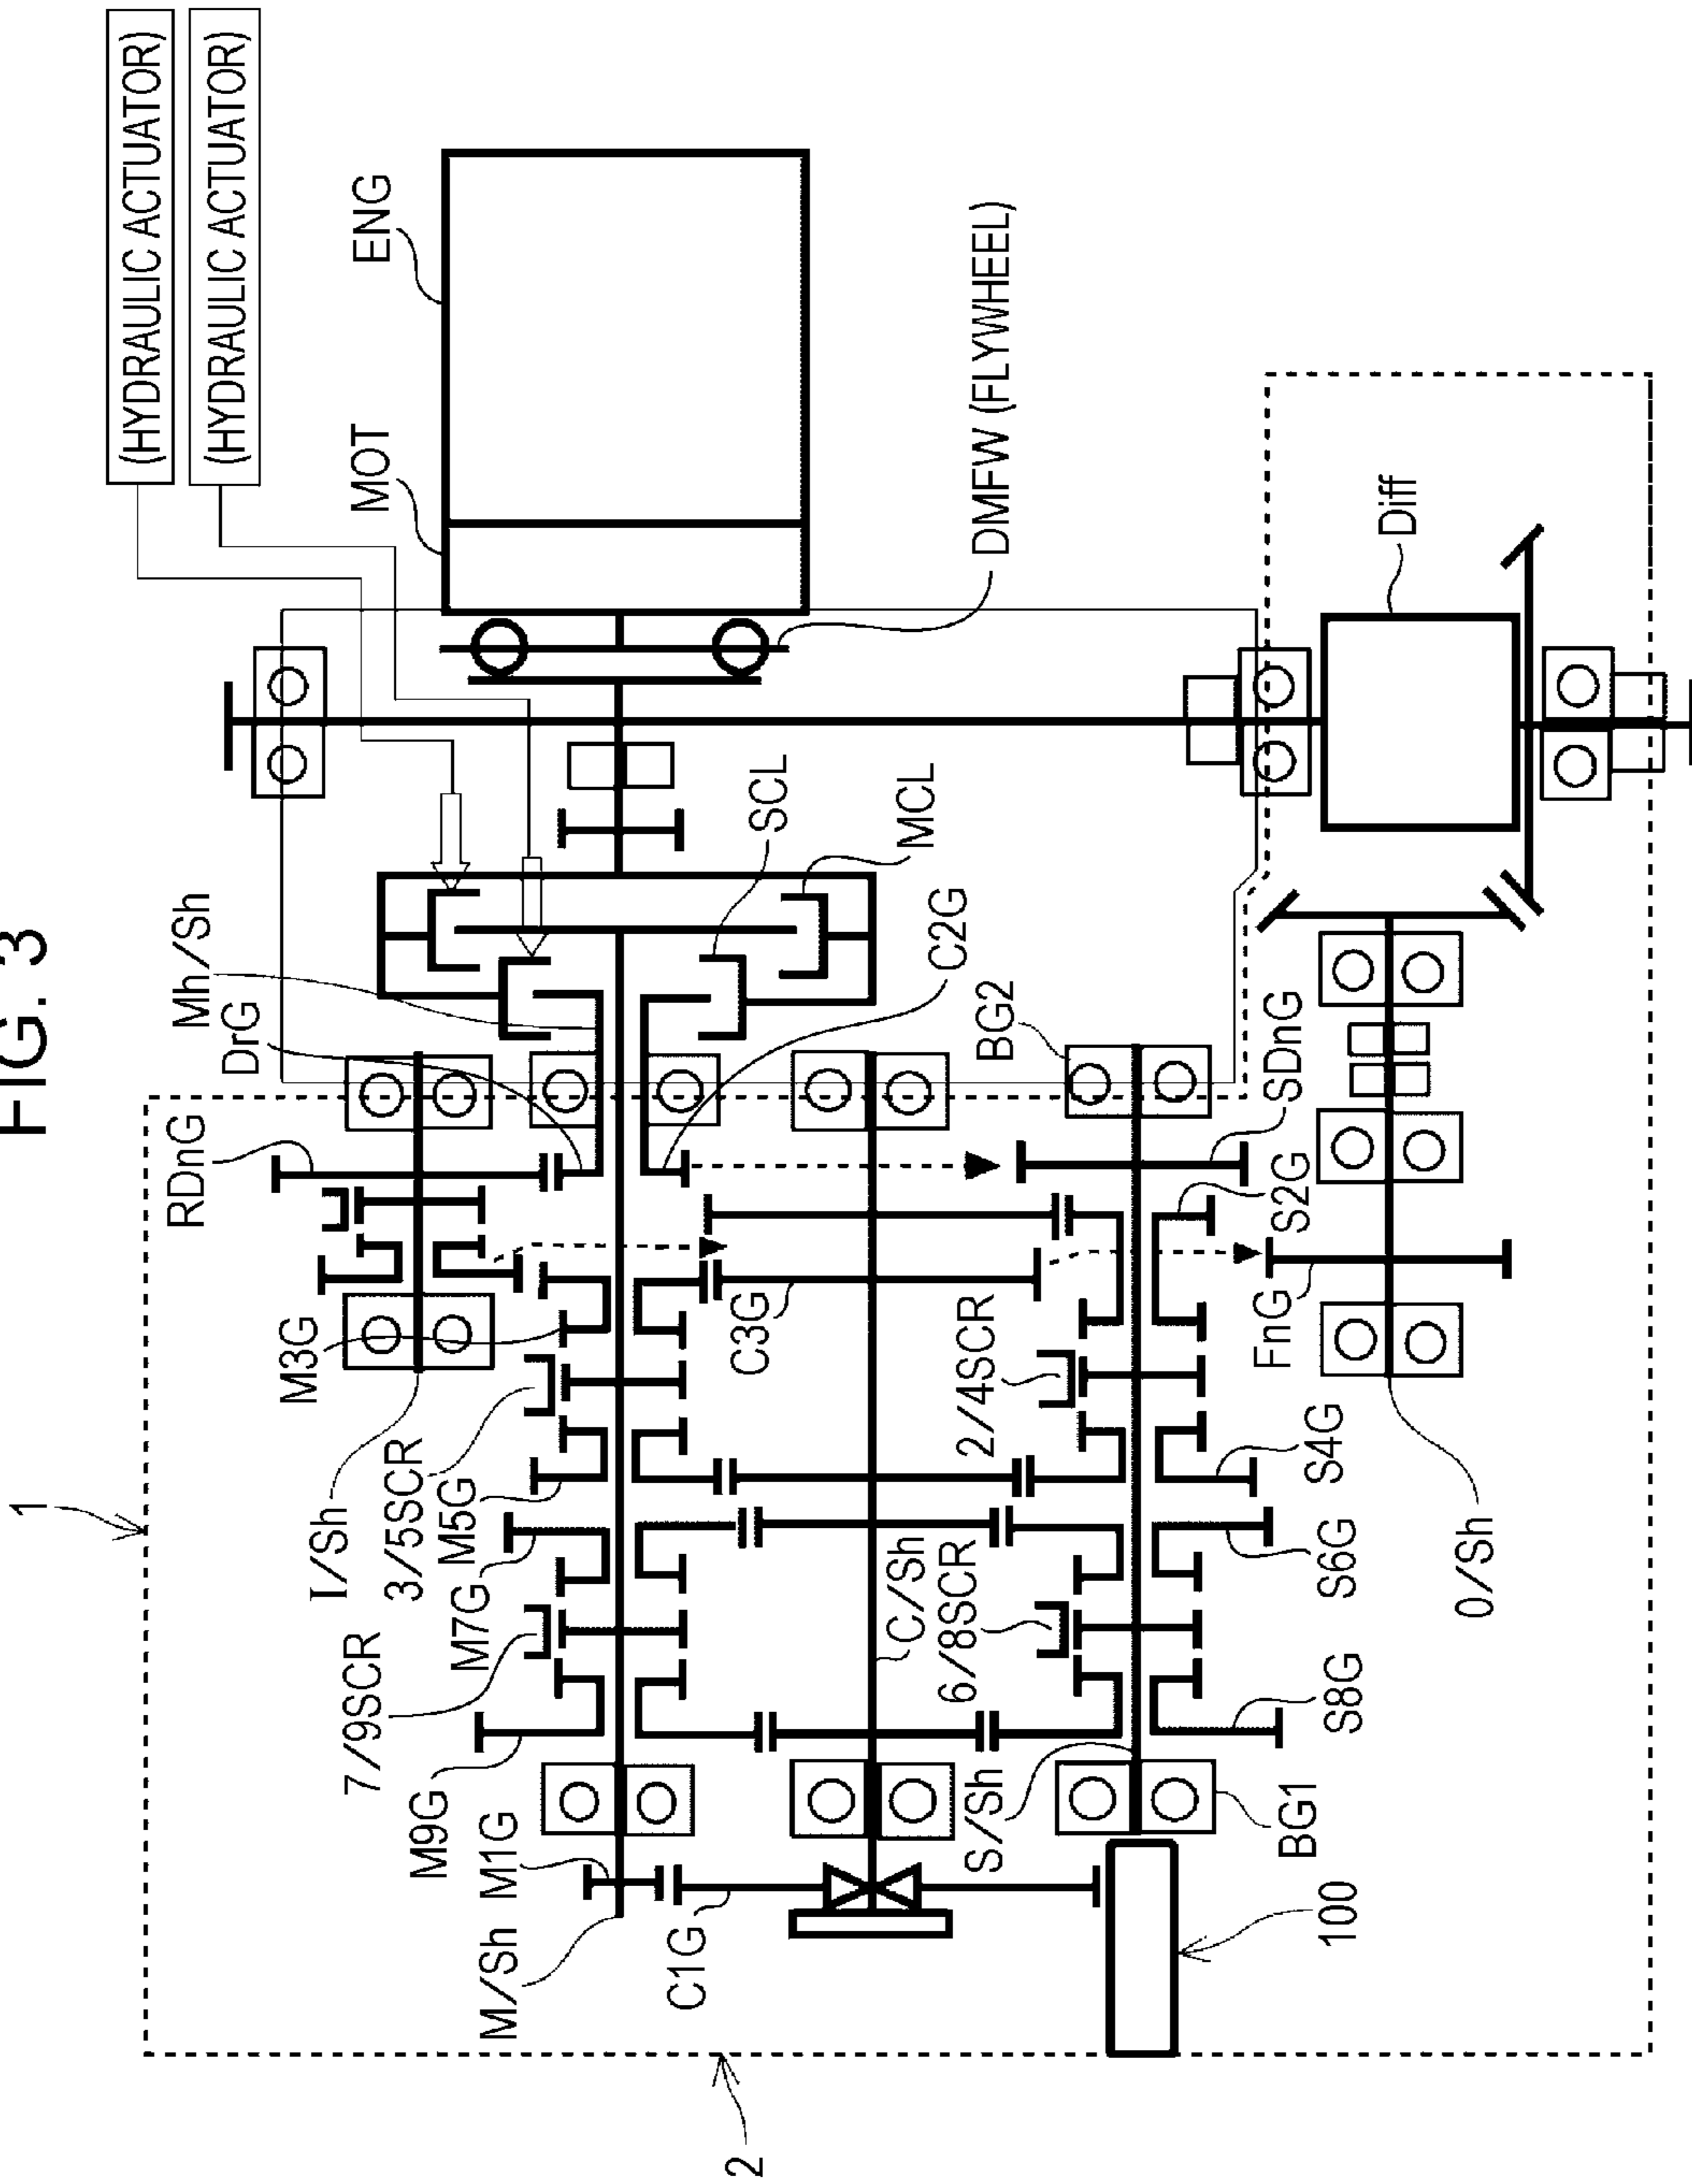 FIG. 3
(HYDRAULIC ACTUATOR)
(HYDRAULIC ACTUATOR)
ENG
MOT
DMFW (FLYWHEEL)
Diff
SCL
MCL
Mh/Sh
DrG
C2G
BG2
SDnG
RDnG
S2G
M3G
C3G
FnG
2/4SCR
1
I/Sh
3/5SCR
M5G
S4G
M7G
C/Sh
6/8SCR
S6G
0/Sh
7/9SCR
M9G
S8G
M1G
S/Sh
BG1
M/Sh
C1G
100
2